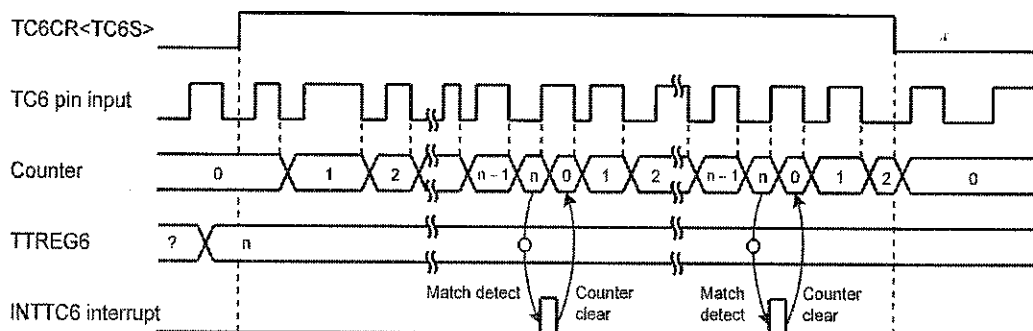 TC6CR<TC6S>
TC6 pin input
Counter 0 1 2 n-1 n 0 1 2 n-1 n 0 1 2 0
TTREG6 ? n
Match detect Counter clear Match detect Counter clear
INTTC6 interrupt